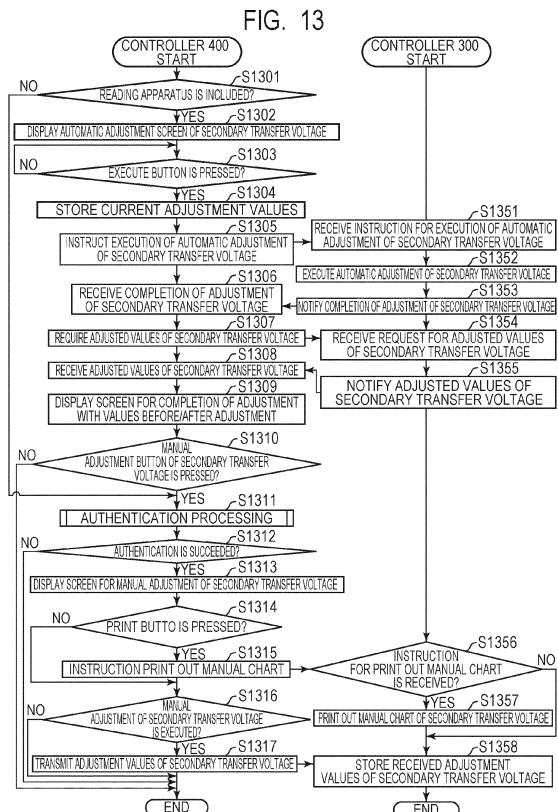 FIG. 13
CONTROLLER 400
START
S1301
NO
READING APPARATUS IS INCLUDED?
YES
S1302
DISPLAY AUTOMATIC ADJUSTMENT SCREEN OF SECONDARY TRANSFER VOLTAGE
S1303
NO
EXECUTE BUTTON IS PRESSED?
YES
S1304
STORE CURRENT ADJUSTMENT VALUES
S1305
INSTRUCT EXECUTION OF AUTOMATIC ADJUSTMENT
OF SECONDARY TRANSFER VOLTAGE
S1306
RECEIVE COMPLETION OF ADJUSTMENT
OF SECONDARY TRANSFER VOLTAGE
S1307
REQUIRE ADJUSTED VALUES OF SECONDARY TRANSFER VOLTAGE
S1308
RECEIVE ADJUSTED VALUES OF SECONDARY TRANSFER VOLTAGE
S1309
DISPLAY SCREEN FOR COMPLETION OF ADJUSTMENT
WITH VALUES BEFORE/AFTER ADJUSTMENT
S1310
MANUAL
ADJUSTMENT BUTTON OF SECONDARY TRANSFER
VOLTAGE IS PRESSED?
NO
YES
S1311
AUTHENTICATION PROCESSING
S1312
NO
AUTHENTICATION IS SUCCEEDED?
YES
S1313
DISPLAY SCREEN FOR MANUAL ADJUSTMENT OF SECONDARY TRANSFER VOLTAGE
S1314
NO
PRINT BUTTO IS PRESSED?
YES
S1315
INSTRUCTION PRINT OUT MANUAL CHART
S1316
NO
MANUAL
ADJUSTMENT OF SECONDARY TRANSFER VOLTAGE
IS EXECUTED?
YES
S1317
TRANSMIT ADJUSTMENT VALUES OF SECONDARY TRANSFER VOLTAGE
END
CONTROLLER 300
START
S1351
RECEIVE INSTRUCTION FOR EXECUTION OF AUTOMATIC
ADJUSTMENT OF SECONDARY TRANSFER VOLTAGE
S1352
EXECUTE AUTOMATIC ADJUSTMENT OF SECONDARY TRANSFER VOLTAGE
S1353
NOTIFY COMPLETION OF ADJUSTMENT OF SECONDARY TRANSFER VOLTAGE
S1354
RECEIVE REQUEST FOR ADJUSTED VALUES
OF SECONDARY TRANSFER VOLTAGE
S1355
NOTIFY ADJUSTED VALUES OF
SECONDARY TRANSFER VOLTAGE
S1356
INSTRUCTION
FOR PRINT OUT MANUAL CHART
IS RECEIVED?
NO
YES
S1357
PRINT OUT MANUAL CHART OF SECONDARY TRANSFER VOLTAGE
S1358
STORE RECEIVED ADJUSTMENT
VALUES OF SECONDARY TRANSFER VOLTAGE
END